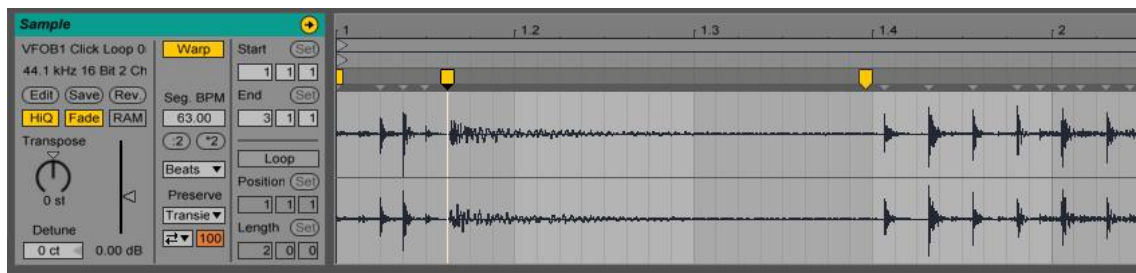 Sample
VFOB1 Click Loop 0
44.1 kHz 16 Bit 2 Ch
Edit Save Rev.
HiQ Fade RAM
Transpose
0 st
Detune
0 ct 0.00 dB
Warp
Seg. BPM
63.00
:2 *2
Beats
Preserve
Transie
100
Start Set
1 1 1
End Set
3 1 1
Loop
Position Set
1 1 1
Length Set
2 0 0
1 1.2 1.3 1.4 2